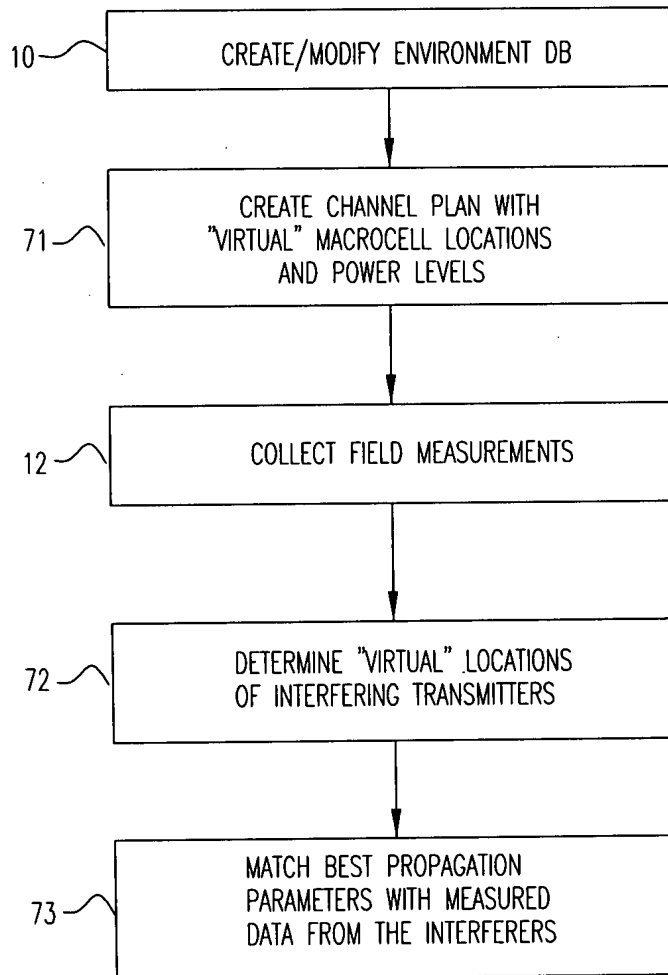 10
CREATE/MODIFY ENVIRONMENT DB
71
CREATE CHANNEL PLAN WITH
"VIRTUAL" MACROCELL LOCATIONS
AND POWER LEVELS
12
COLLECT FIELD MEASUREMENTS
72
DETERMINE "VIRTUAL" LOCATIONS
OF INTERFERING TRANSMITTERS
73
MATCH BEST PROPAGATION
PARAMETERS WITH MEASURED
DATA FROM THE INTERFERERS